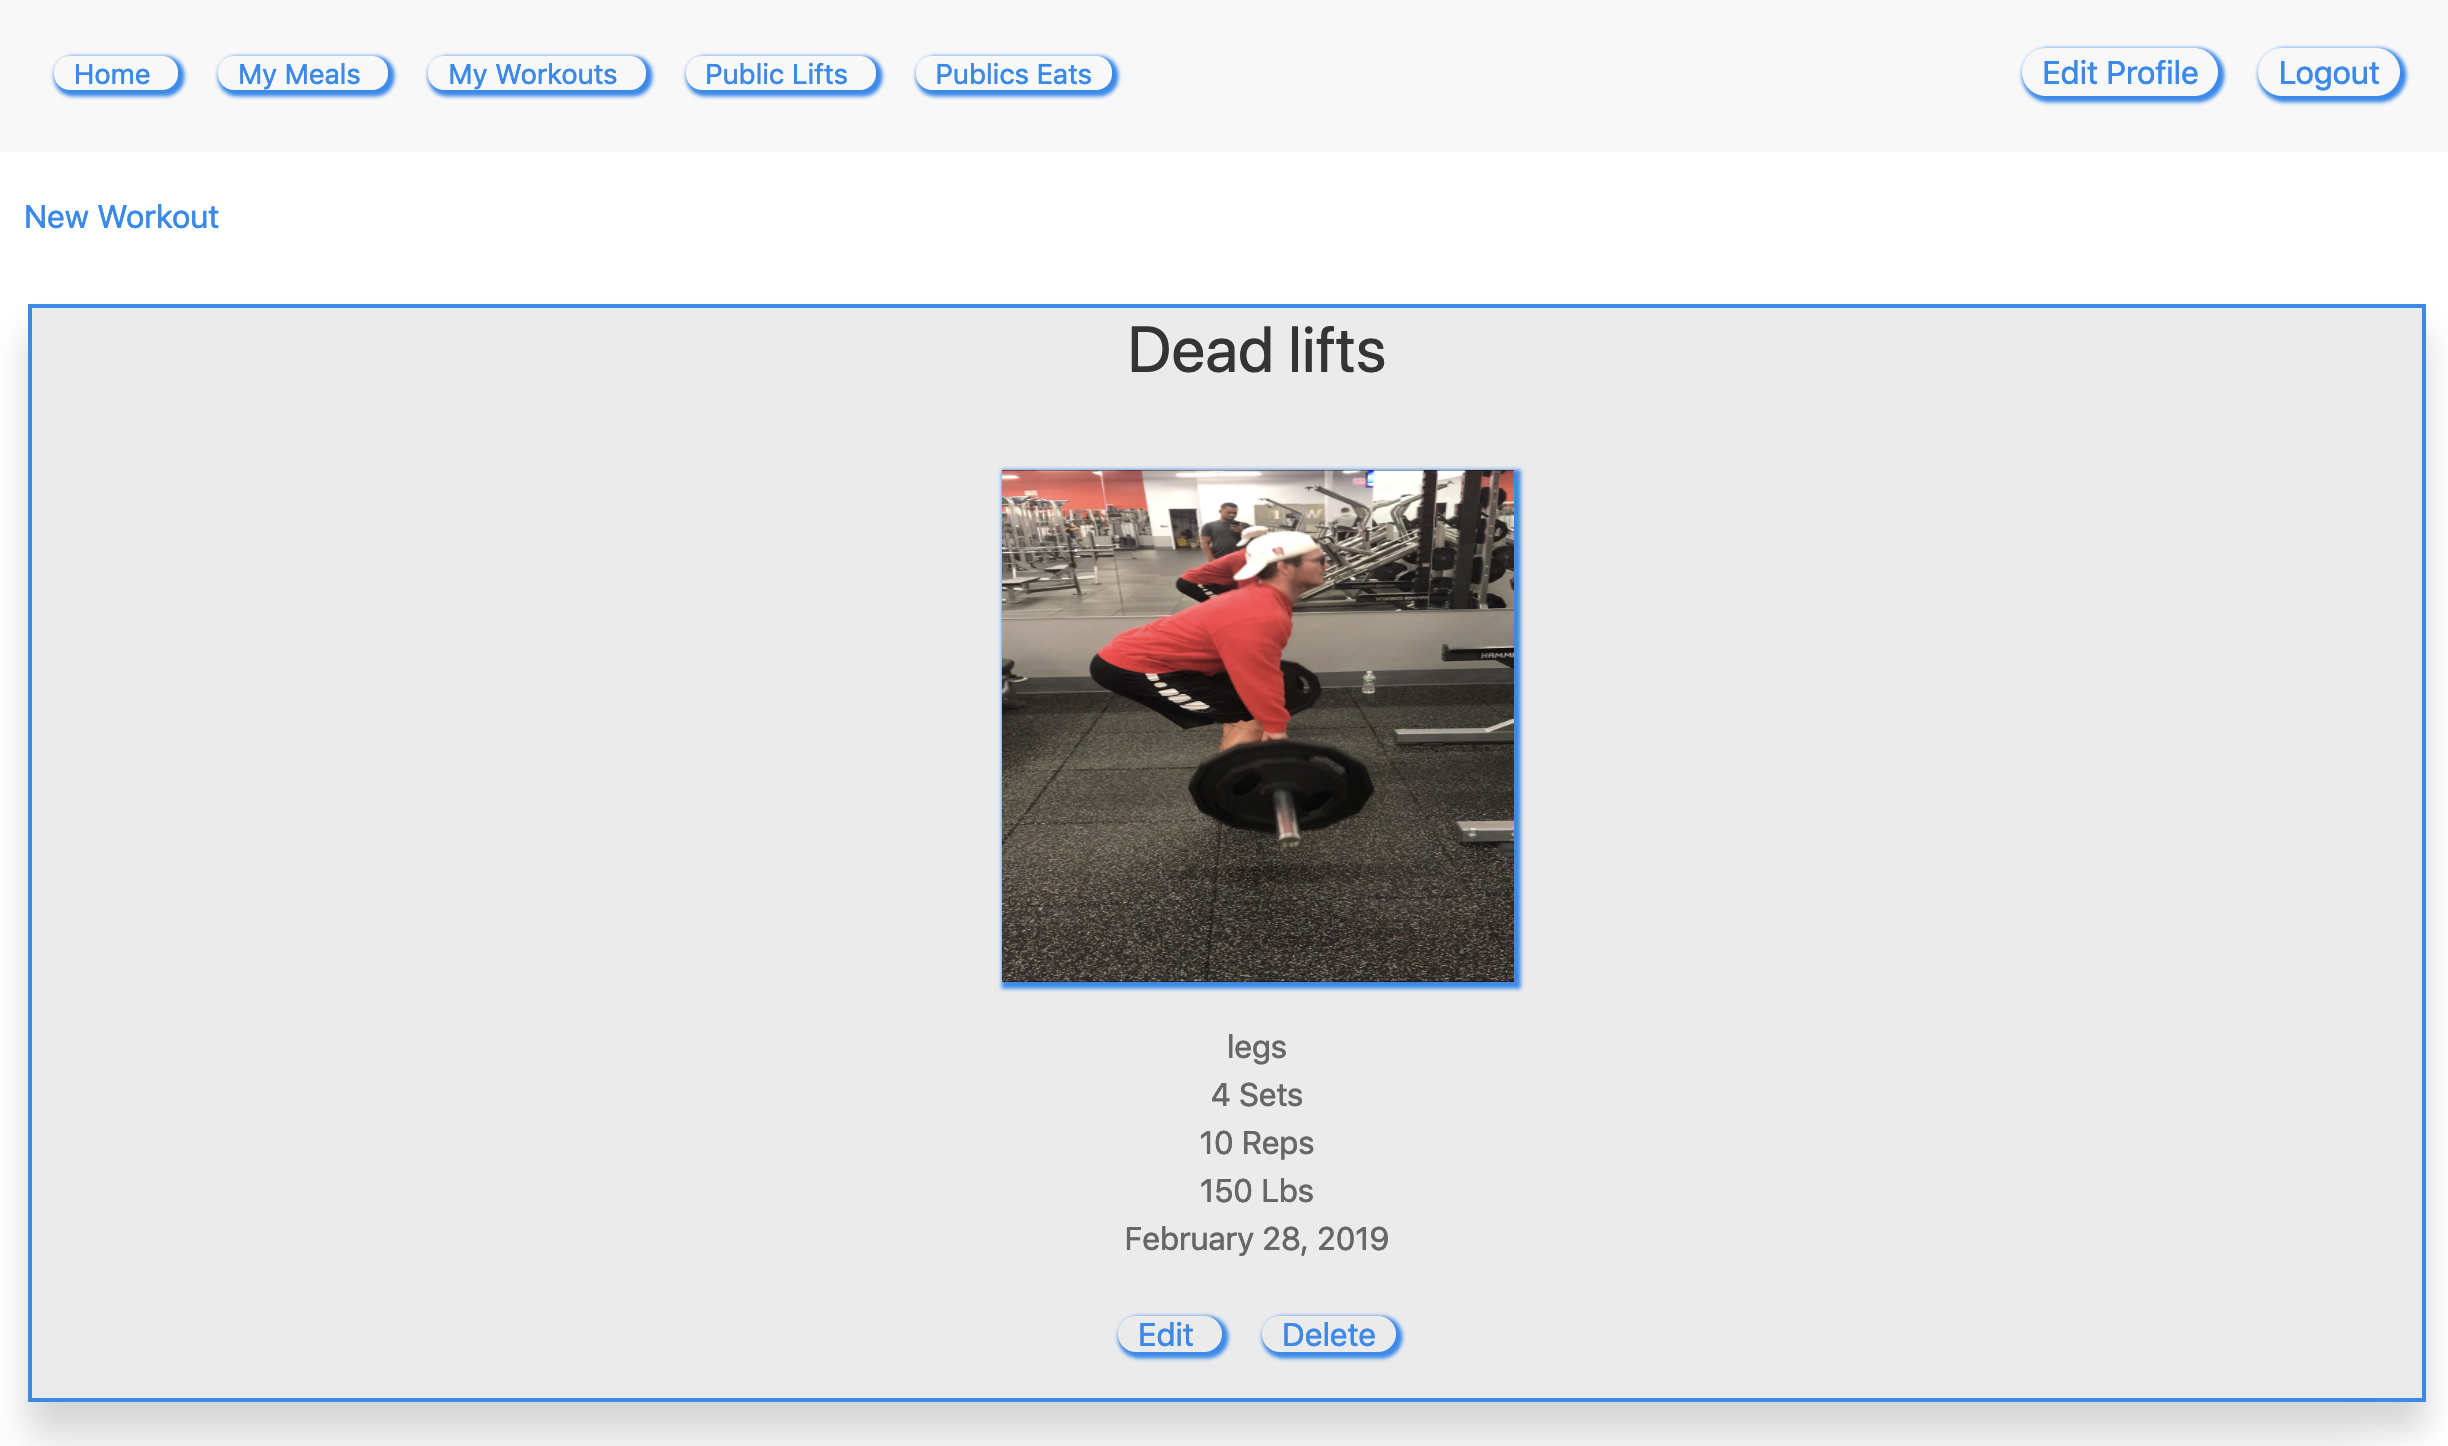 Home My Meals My Workouts Public Lifts Publics Eats Edit Profile Logout
New Workout
Dead lifts
legs
4 Sets
10 Reps
150 Lbs
February 28, 2019
Edit Delete